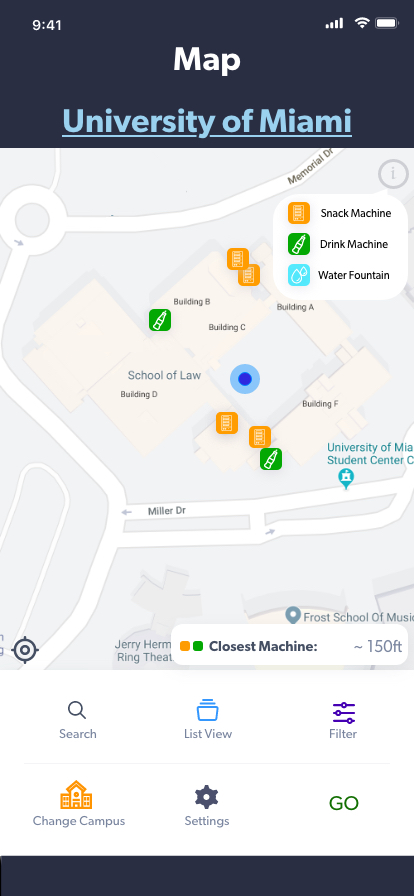 9:41
Map
University of Miami
Memorial Dr
i
Snack Machine
Drink Machine
Water Fountain
Building B
Building A
Building C
School of Law
Building D
Building F
University of Mia
Student Center C
Miller Dr
Frost School Of Music
Jerry Herm
Ring Theat
Closest Machine: ~ 150ft
Search
List View
Filter
Change Campus
Settings
GO